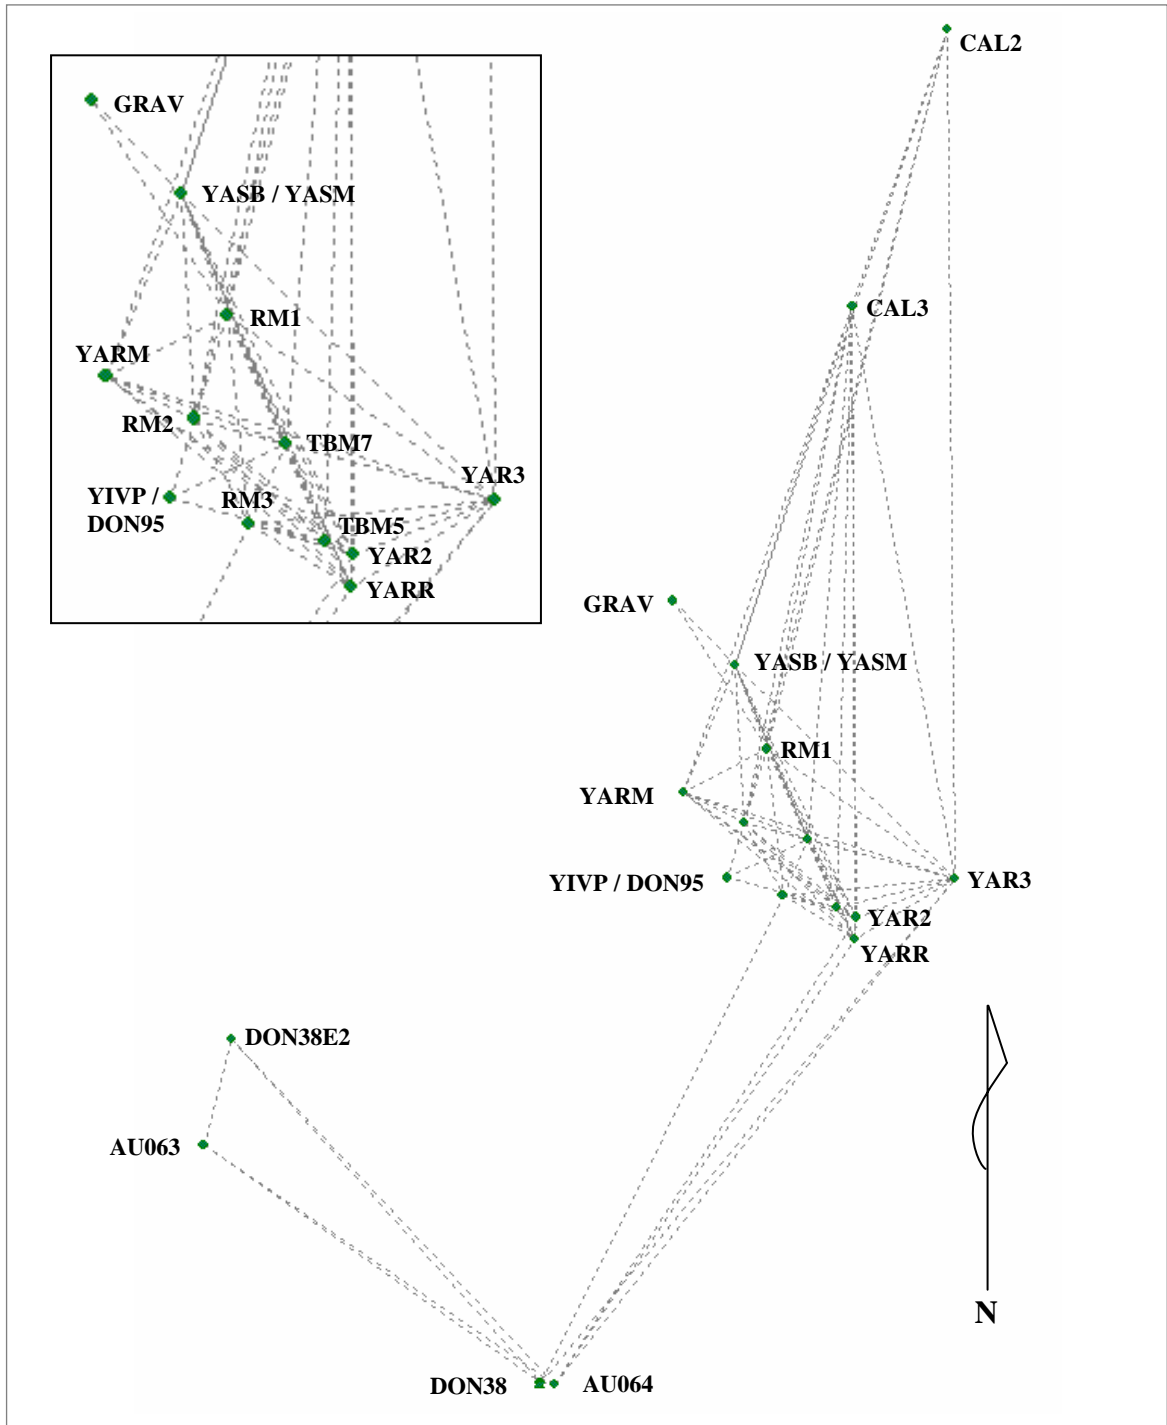 CAL2
GRAV
YASB / YASM
CAL3
RM1
YARM
RM2
TBM7
YAR3
YIVP /
DON95
RM3
TBM5
YAR2
YARR
GRAV
YASB / YASM
RM1
YARM
YIVP / DON95
YAR3
YAR2
YARR
DON38E2
AU063
N
DON38
AU064